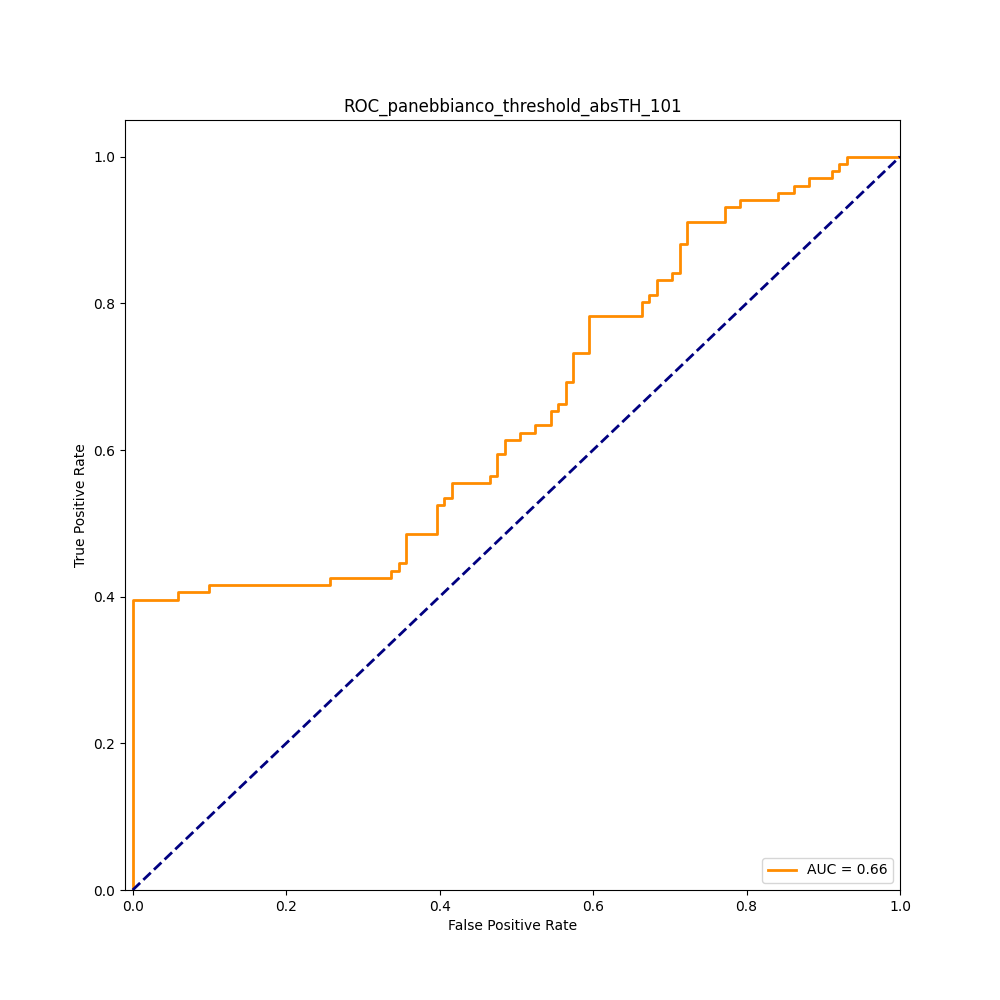 ROC_panebbianco_threshold_absTH_101
True Positive Rate
1.0
0.8
0.6
0.4
0.2
0.0
0.0 0.2 0.4 0.6 0.8 1.0
False Positive Rate
AUC = 0.66